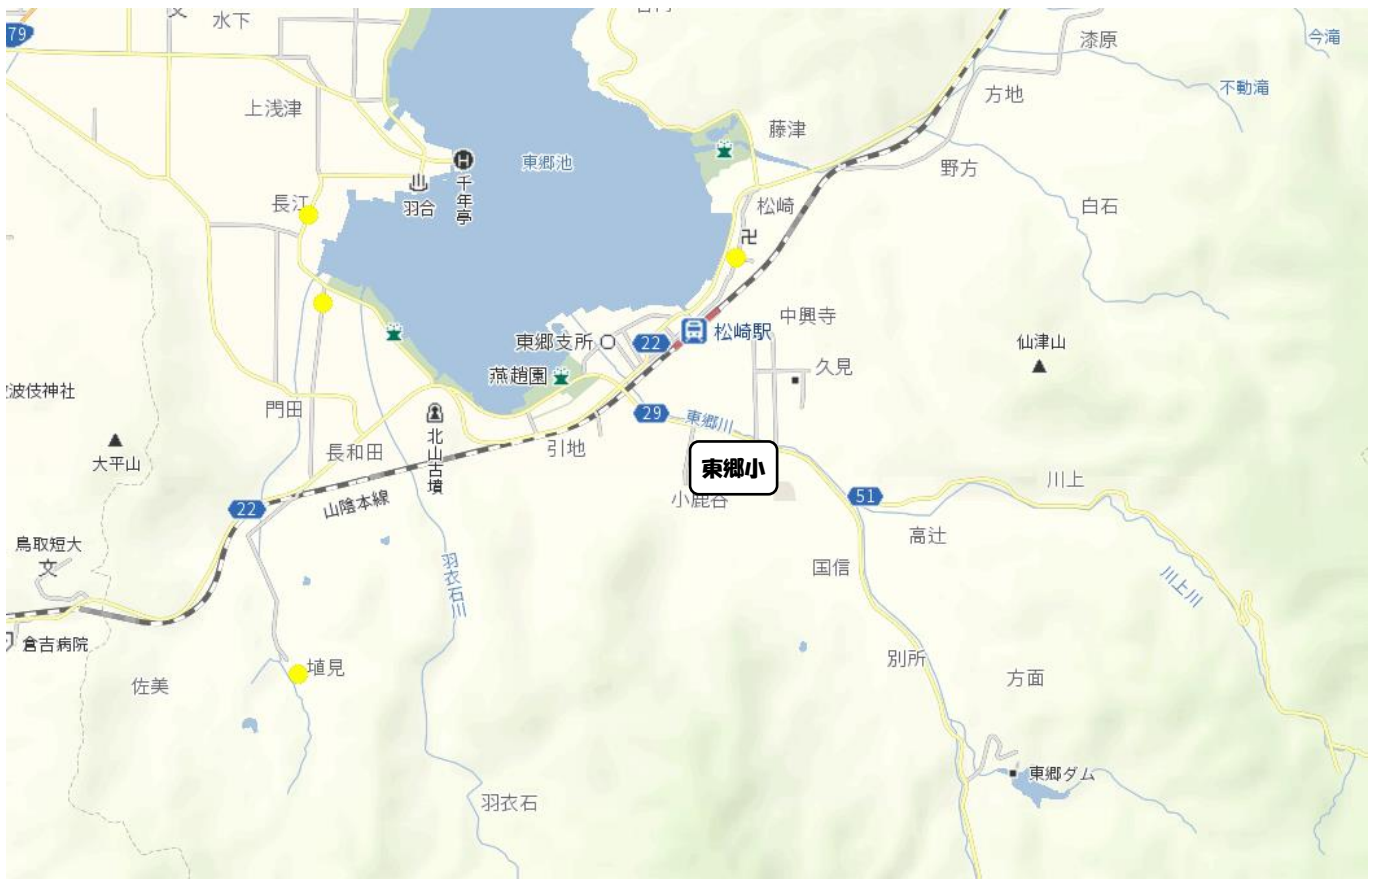 水下
79
漆原
今滝
不動滝
方地
上浅津
藤津
東郷池
野方
千年亭
羽合
長江
松崎
白石
中興寺
東郷支所
22
松崎駅
仙津山
久見
燕趙園
波伎神社
門田
29
東郷川
北山古墳
引地
長和田
大平山
東郷小
川上
小鹿谷
51
22
山陰本線
高辻
鳥取短大
文
国信
羽衣石川
川上川
倉吉病院
別所
埴見
佐美
方面
東郷ダム
羽衣石